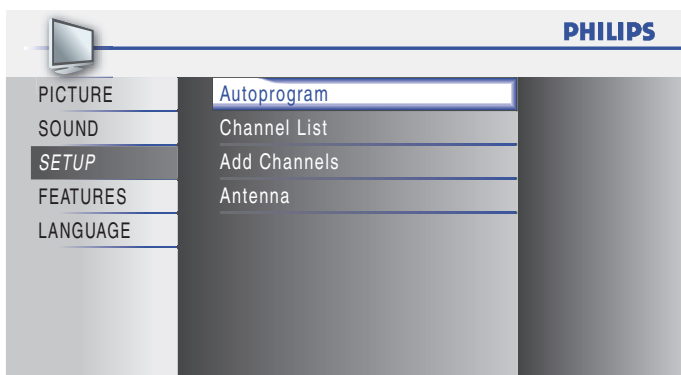 PHILIPS
PICTURE
SOUND
SETUP
FEATURES
LANGUAGE
Autoprogram
Channel List
Add Channels
Antenna